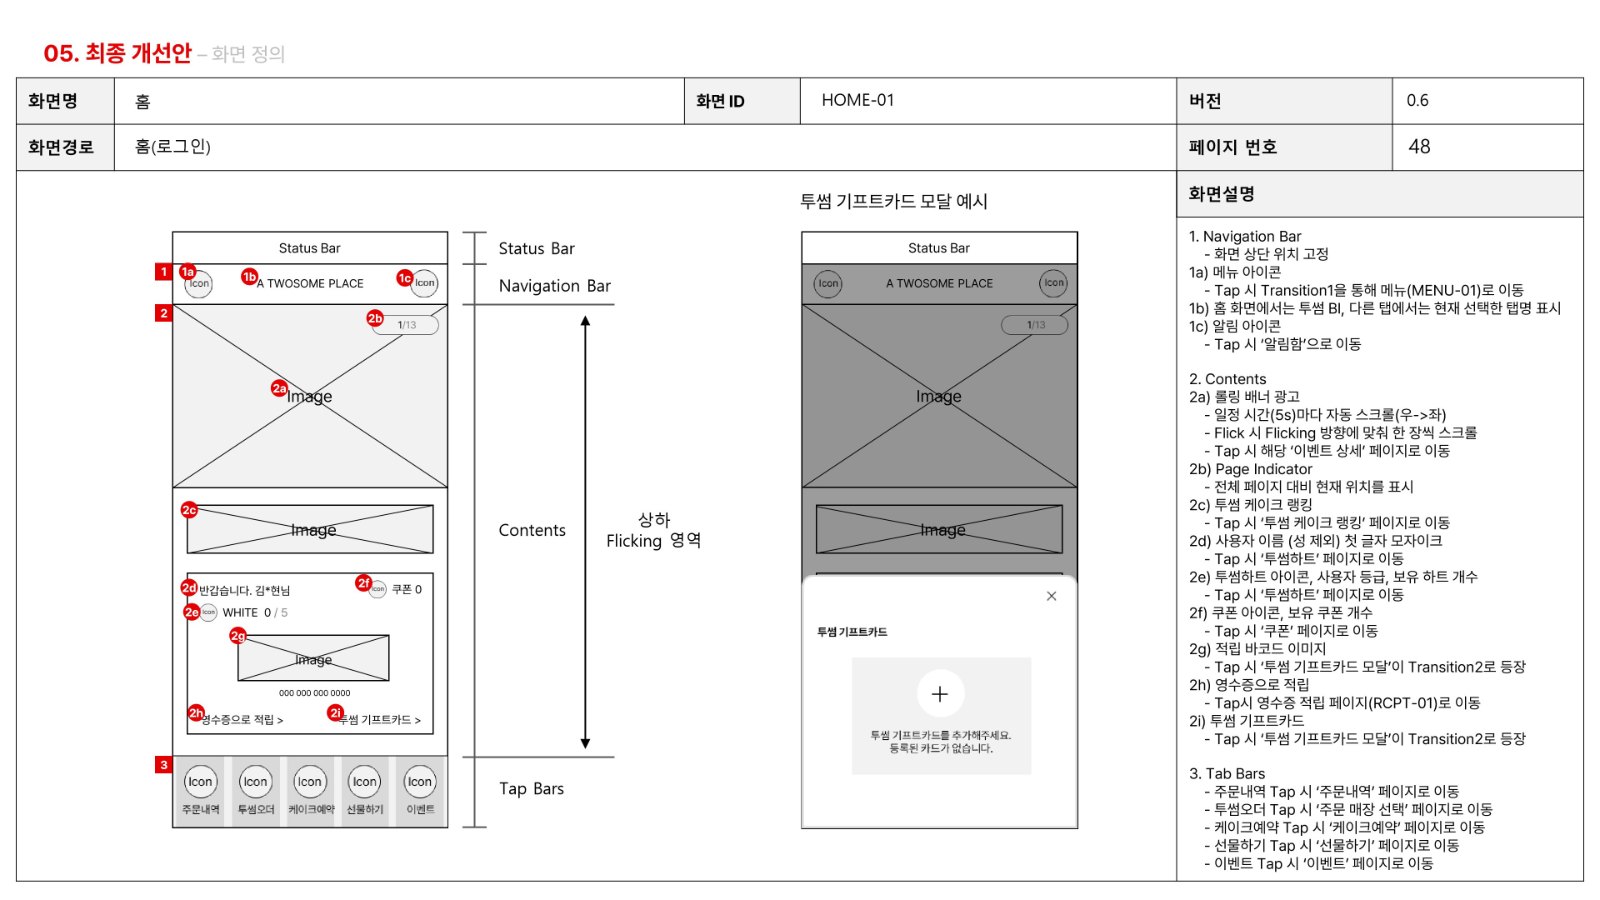 05. 최종 개선안 – 화면 정의
화면명
홈
화면 ID
HOME-01
버전
0.6
화면경로
홈(로그인)
페이지 번호
48
화면설명
투썸 기프트카드 모달 예시
Status Bar
1
1a
Icon
1b
A TWOSOME PLACE
1c
Icon
2
2b
1/13
2a
Image
2c
Image
2d
반갑습니다. 김*현님
2f
Icon
쿠폰 0
2e
Icon
WHITE 0 / 5
2g
Image
000 000 000 0000
2h
영수증으로 적립 >
2i
투썸 기프트카드 >
3
Icon
Icon
Icon
Icon
Icon
주문내역
투썸오더
케이크예약
선물하기
이벤트
Status Bar
Navigation Bar
Contents
상하
Flicking 영역
Tap Bars
Status Bar
Icon
A TWOSOME PLACE
Icon
1/13
Image
Image
투썸 기프트카드
투썸 기프트카드를 추가해주세요.
등록된 카드가 없습니다.
1. Navigation Bar
- 화면 상단 위치 고정
1a) 메뉴 아이콘
- Tap 시 Transition1을 통해 메뉴(MENU-01)로 이동
1b) 홈 화면에서는 투썸 BI, 다른 탭에서는 현재 선택한 탭명 표시
1c) 알림 아이콘
- Tap 시 ‘알림함’으로 이동
2. Contents
2a) 롤링 배너 광고
- 일정 시간(5s)마다 자동 스크롤(우->좌)
- Flick 시 Flicking 방향에 맞춰 한 장씩 스크롤
- Tap 시 해당 ‘이벤트 상세’ 페이지로 이동
2b) Page Indicator
- 전체 페이지 대비 현재 위치를 표시
2c) 투썸 케이크 랭킹
- Tap 시 ‘투썸 케이크 랭킹’ 페이지로 이동
2d) 사용자 이름 (성 제외) 첫 글자 모자이크
- Tap 시 ‘투썸하트’ 페이지로 이동
2e) 투썸하트 아이콘, 사용자 등급, 보유 하트 개수
- Tap 시 ‘투썸하트’ 페이지로 이동
2f) 쿠폰 아이콘, 보유 쿠폰 개수
- Tap 시 ‘쿠폰’ 페이지로 이동
2g) 적립 바코드 이미지
- Tap 시 ‘투썸 기프트카드 모달’이 Transition2로 등장
2h) 영수증으로 적립
- Tap시 영수증 적립 페이지(RCPT-01)로 이동
2i) 투썸 기프트카드
- Tap 시 ‘투썸 기프트카드 모달’이 Transition2로 등장
3. Tab Bars
- 주문내역 Tap 시 ‘주문내역’ 페이지로 이동
- 투썸오더 Tap 시 ‘주문 매장 선택’ 페이지로 이동
- 케이크예약 Tap 시 ‘케이크예약’ 페이지로 이동
- 선물하기 Tap 시 ‘선물하기’ 페이지로 이동
- 이벤트 Tap 시 ‘이벤트’ 페이지로 이동